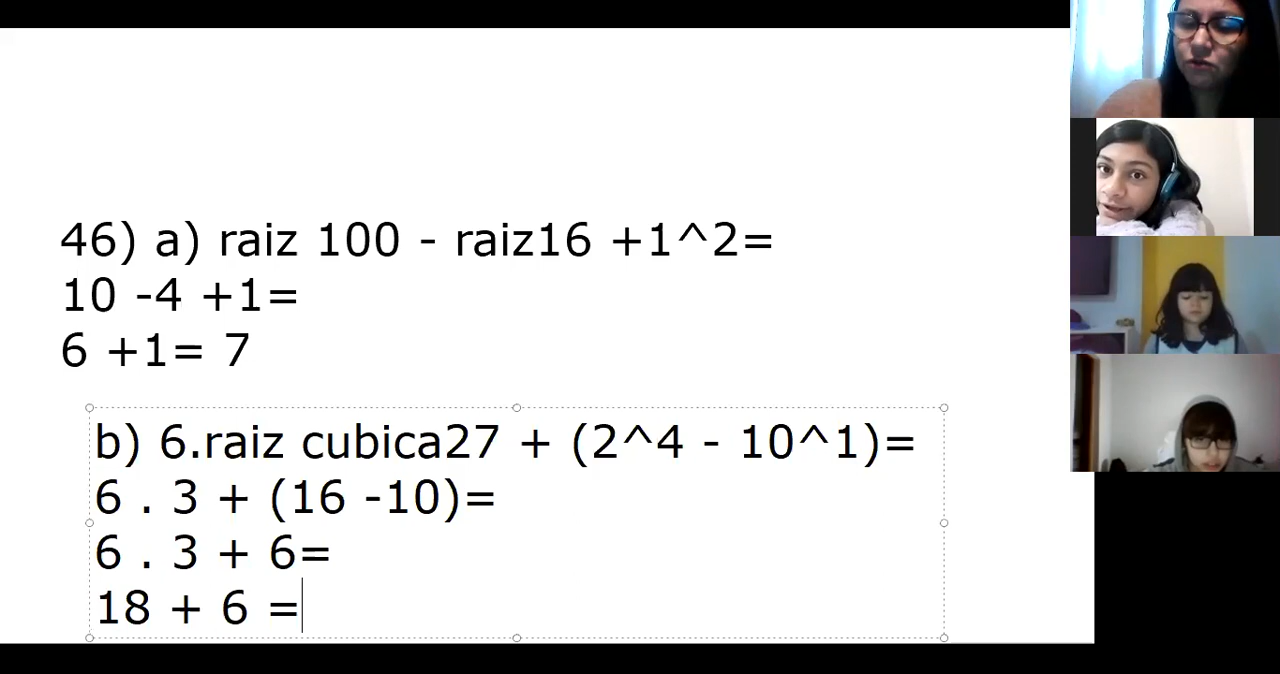 46) a) raiz 100 - raiz16 +1^2=
10 -4 +1=
6 +1= 7
b) 6.raiz cubica27 + (2^4 - 10^1)=
6 . 3 + (16 -10)=
6 . 3 + 6=
18 + 6 =